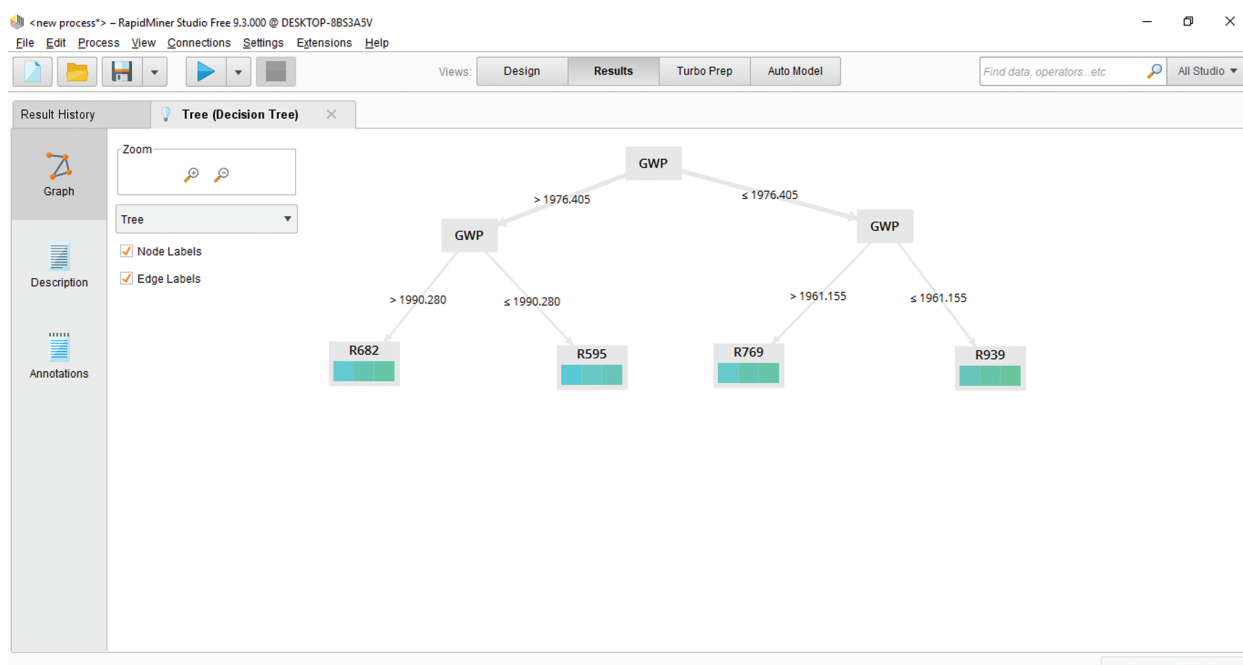 <new process*> – RapidMiner Studio Free 9.3.000 @ DESKTOP-8BS3A5V
File Edit Process View Connections Settings Extensions Help
Views: Design Results Turbo Prep Auto Model Find data, operators...etc All Studio
Result History Tree (Decision Tree)
Zoom
Graph
Tree
Node Labels
Edge Labels
Description
Annotations
GWP
> 1976.405 ≤ 1976.405
GWP GWP
> 1990.280 ≤ 1990.280 > 1961.155 ≤ 1961.155
R682 R595 R769 R939